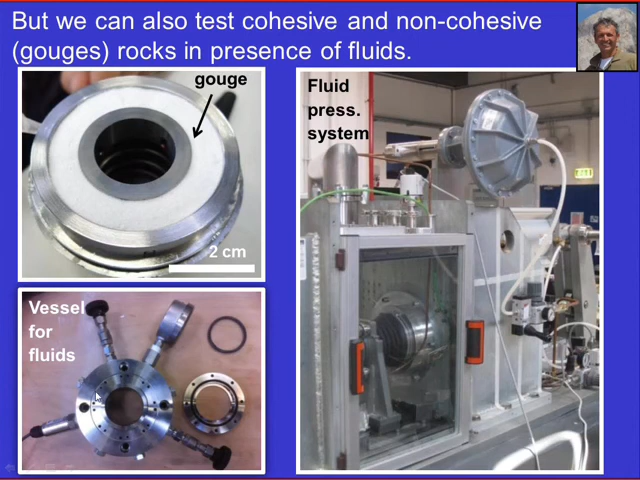 But we can also test cohesive and non-cohesive
(gouges) rocks in presence of fluids.
gouge
2 cm
Fluid
press.
system
Vessel
for
fluids